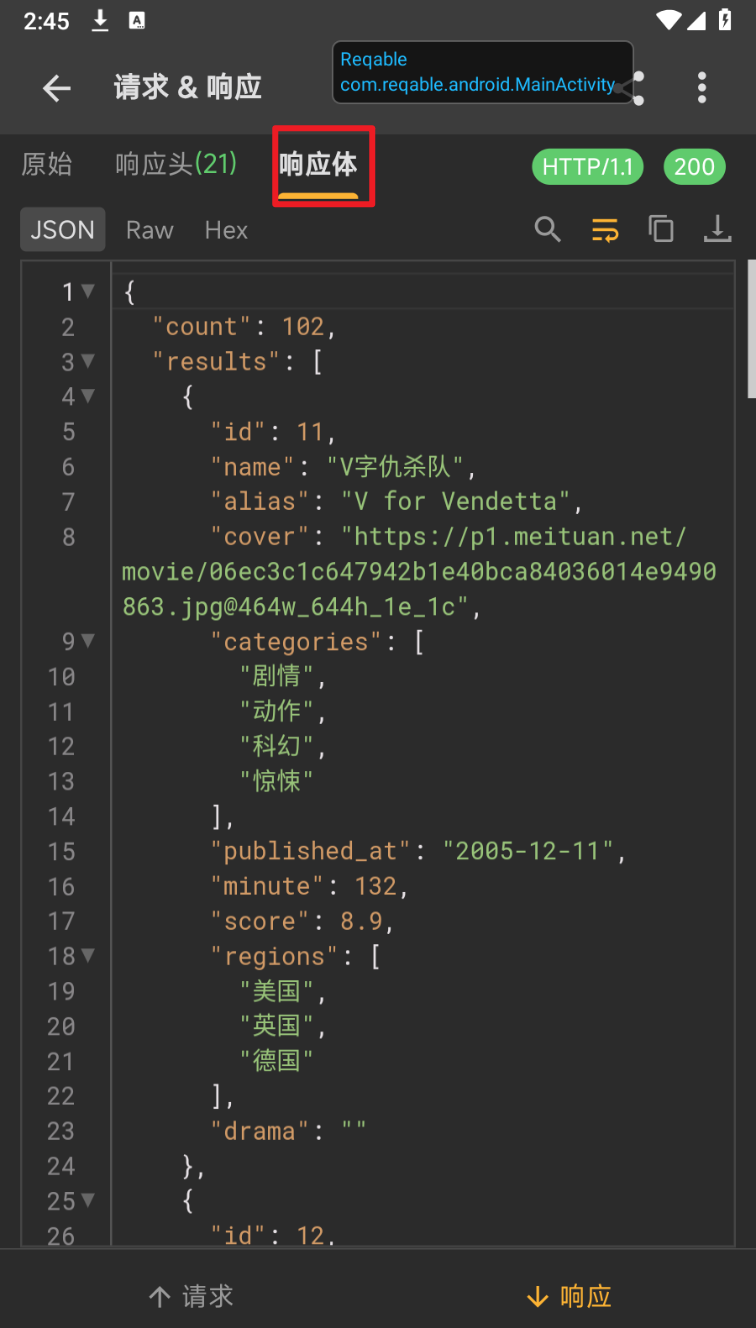 2:45
A
Reqable
com.reqable.android.MainActivity
请求 & 响应
原始 响应头(21) 响应体 HTTP/1.1 200
JSON Raw Hex
1 {
2 "count": 102,
3 "results": [
4 {
5 "id": 11,
6 "name": "V字仇杀队",
7 "alias": "V for Vendetta",
8 "cover": "https://p1.meituan.net/
movie/06ec3c1c647942b1e40bca84036014e9490
863.jpg@464w_644h_1e_1c",
9 "categories": [
10 "剧情",
11 "动作",
12 "科幻",
13 "惊悚"
14 ],
15 "published_at": "2005-12-11",
16 "minute": 132,
17 "score": 8.9,
18 "regions": [
19 "美国",
20 "英国",
21 "德国"
22 ],
23 "drama": ""
24 },
25 {
26 "id": 12,
请求 响应